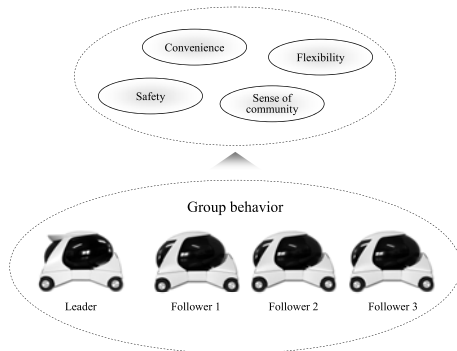 Convenience
Flexibility
Safety
Sense of
community
Group behavior
Leader
Follower 1
Follower 2
Follower 3